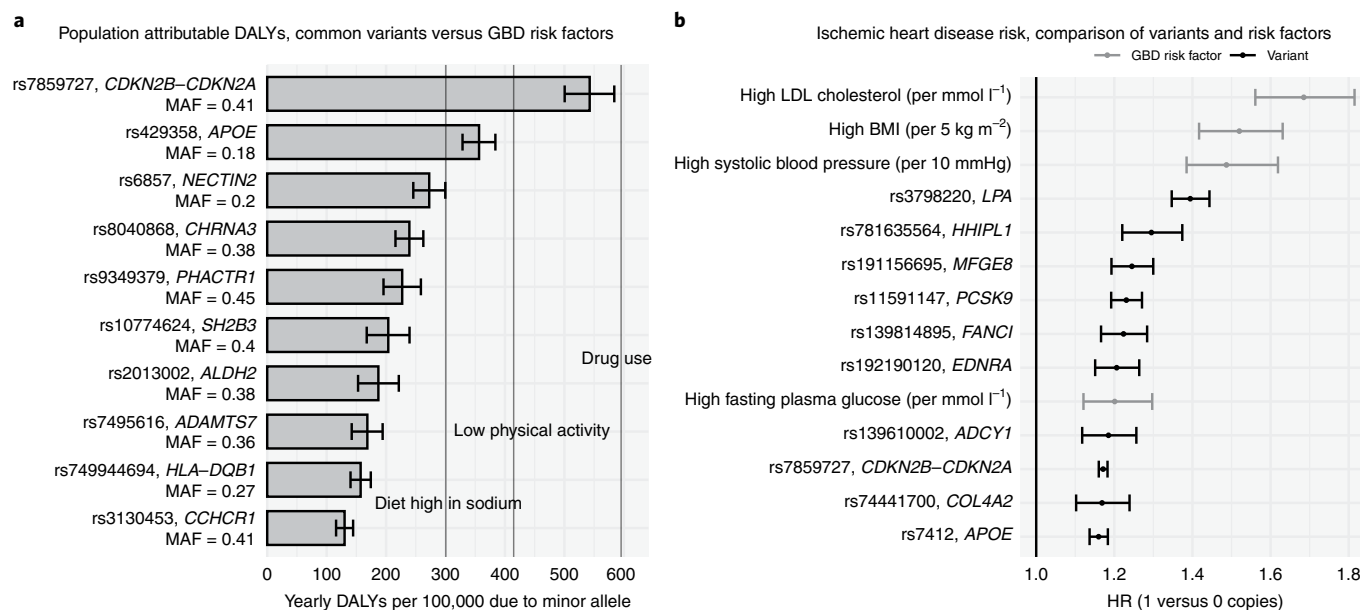 a
Population attributable DALYs, common variants versus GBD risk factors
rs7859727, CDKN2B–CDKN2A
MAF = 0.41
rs429358, APOE
MAF = 0.18
rs6857, NECTIN2
MAF = 0.2
rs8040868, CHRNA3
MAF = 0.38
rs9349379, PHACTR1
MAF = 0.45
rs10774624, SH2B3
MAF = 0.4
Drug use
rs2013002, ALDH2
MAF = 0.38
rs7495616, ADAMTS7
MAF = 0.36
Low physical activity
rs749944694, HLA–DQB1
MAF = 0.27
Diet high in sodium
rs3130453, CCHCR1
MAF = 0.41
0 100 200 300 400 500 600
Yearly DALYs per 100,000 due to minor allele
b
Ischemic heart disease risk, comparison of variants and risk factors
GBD risk factor Variant
High LDL cholesterol (per mmol l⁻¹)
High BMI (per 5 kg m⁻²)
High systolic blood pressure (per 10 mmHg)
rs3798220, LPA
rs781635564, HHIPL1
rs191156695, MFGE8
rs11591147, PCSK9
rs139814895, FANCI
rs192190120, EDNRA
High fasting plasma glucose (per mmol l⁻¹)
rs139610002, ADCY1
rs7859727, CDKN2B–CDKN2A
rs74441700, COL4A2
rs7412, APOE
1.0 1.2 1.4 1.6 1.8
HR (1 versus 0 copies)